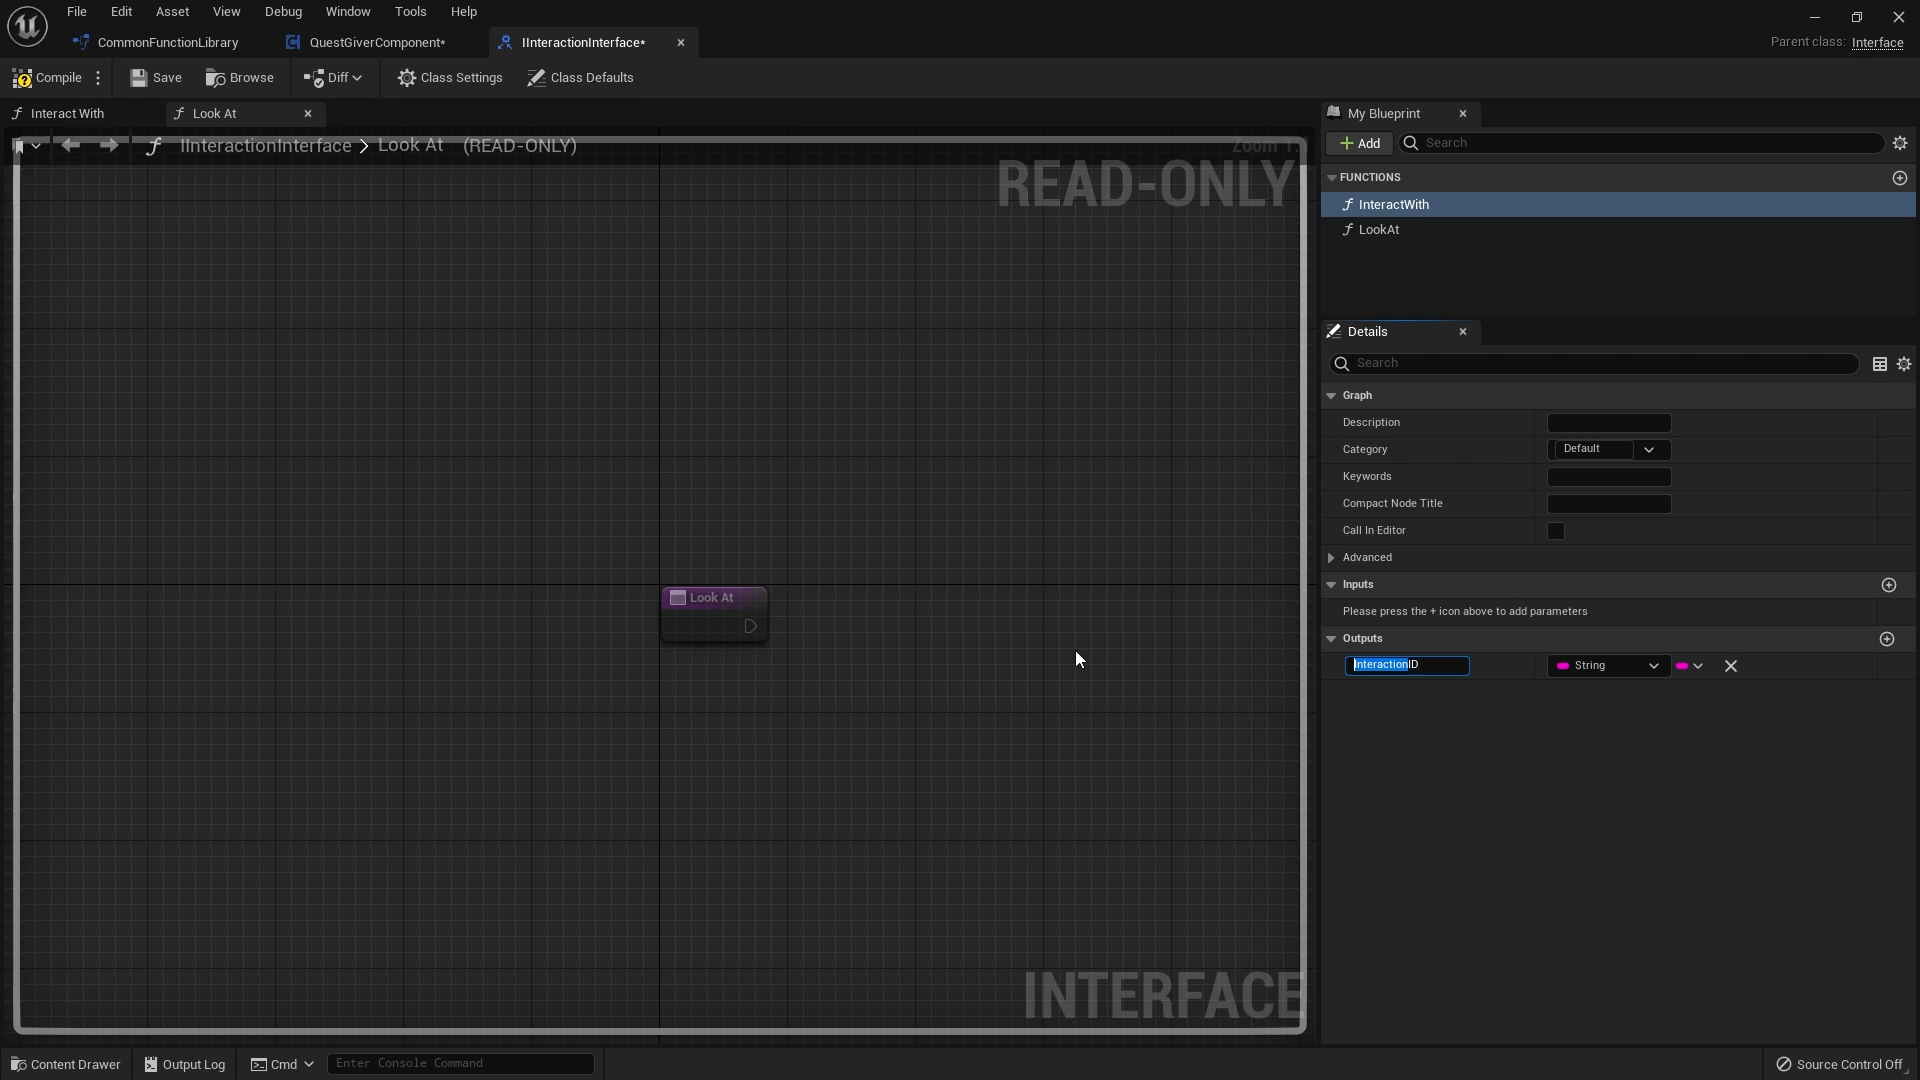 File Edit Asset View Debug Window Tools Help
CommonFunctionLibrary QuestGiverComponent* IInteractionInterface*
Parent class: Interface
Compile Save Browse Diff Class Settings Class Defaults
Interact With Look At
IInteractionInterface > Look At (READ-ONLY)
READ-ONLY
Look At
INTERFACE
My Blueprint
+ Add Search
FUNCTIONS
InteractWith
LookAt
Details
Search
Graph
Description
Category Default
Keywords
Compact Node Title
Call In Editor
Advanced
Inputs
Please press the + icon above to add parameters
Outputs
InteractionID String
Content Drawer Output Log Cmd Enter Console Command Source Control Off